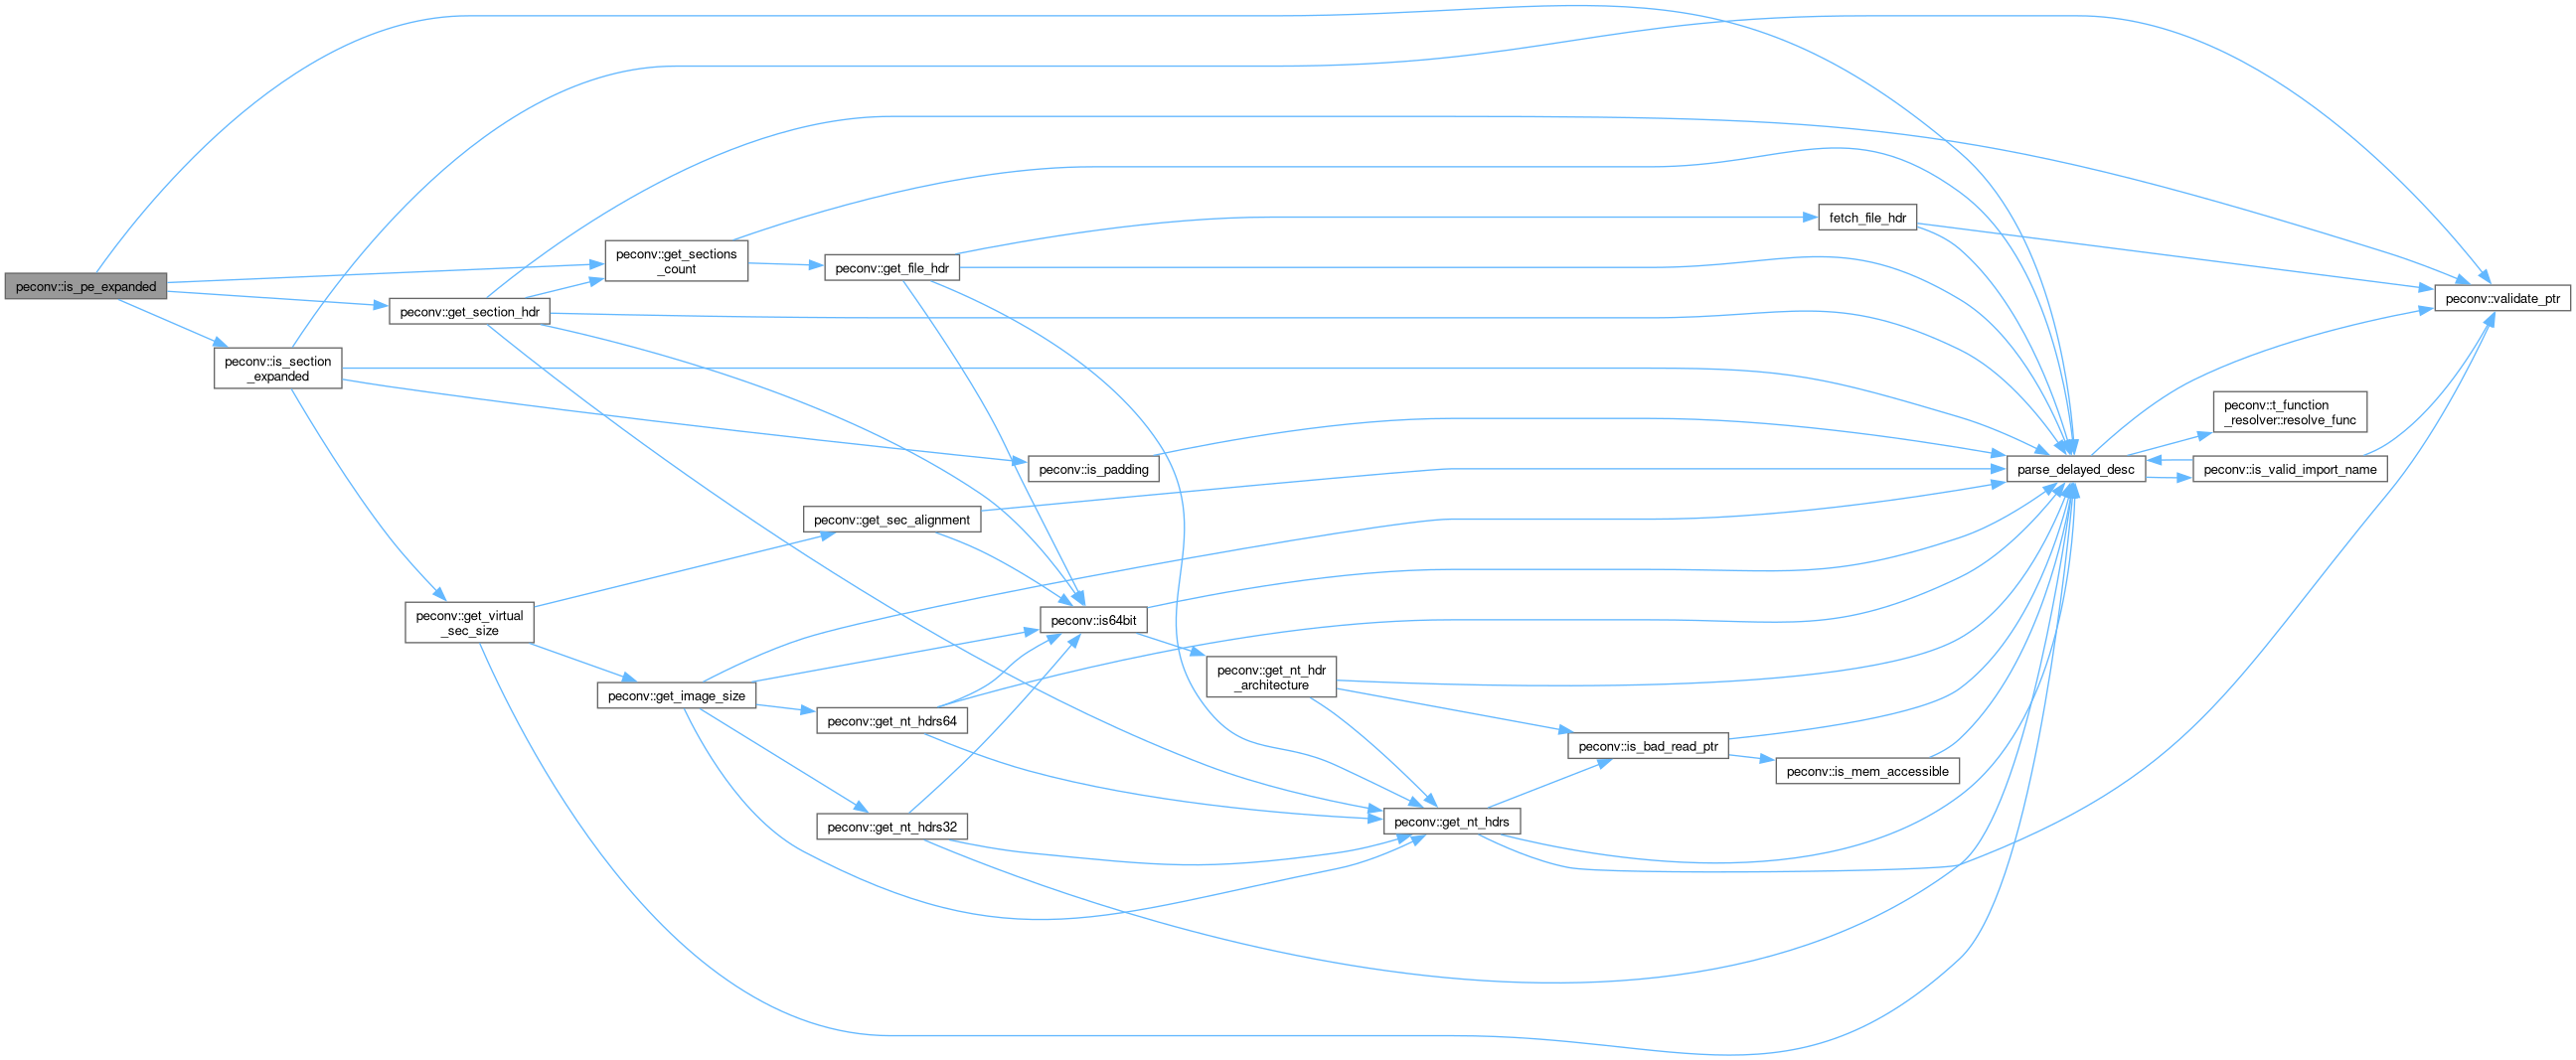 peconv::is_pe_expanded
peconv::get_section_hdr
peconv::is_section
_expanded
peconv::get_sections
_count
peconv::get_file_hdr
fetch_file_hdr
peconv::validate_ptr
peconv::t_function
_resolver::resolve_func
peconv::is_padding
parse_delayed_desc
peconv::is_valid_import_name
peconv::get_sec_alignment
peconv::get_virtual
_sec_size
peconv::is64bit
peconv::get_image_size
peconv::get_nt_hdr
_architecture
peconv::get_nt_hdrs64
peconv::is_bad_read_ptr
peconv::is_mem_accessible
peconv::get_nt_hdrs32
peconv::get_nt_hdrs